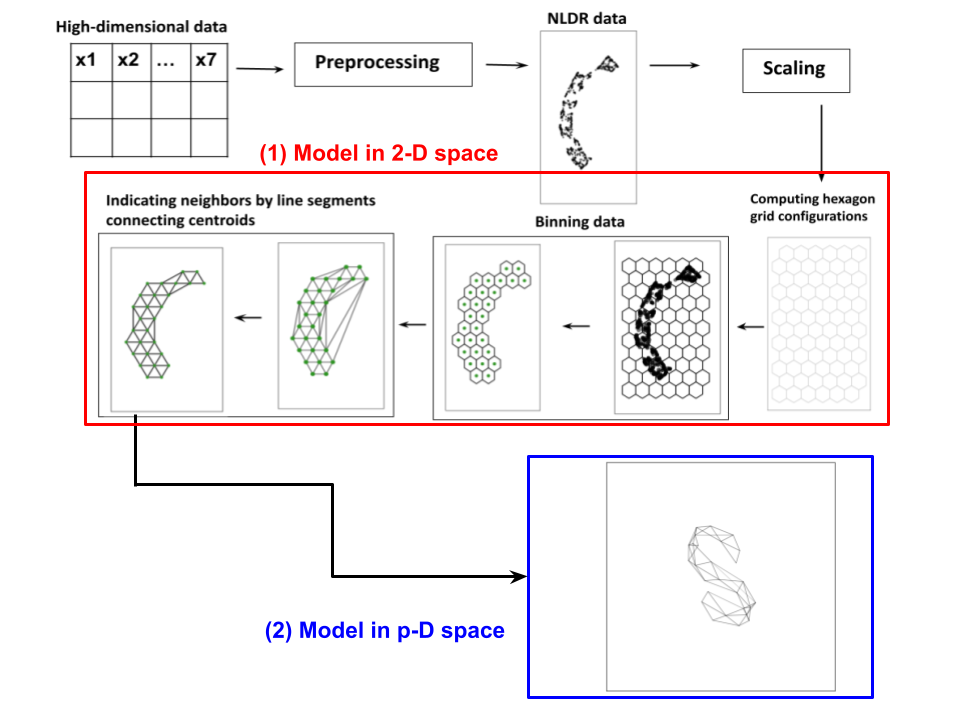 High-dimensional data
x1 x2 ... x7
Preprocessing
NLDR data
Scaling
(1) Model in 2-D space
Indicating neighbors by line segments
connecting centroids
Binning data
Computing hexagon
grid configurations
(2) Model in p-D space